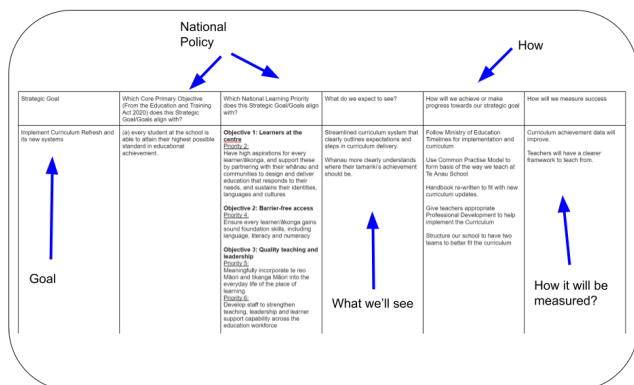 National
Policy
How
Strategic Goal
Which Core Primary Objective
(From the Education and Training
Act 2020) does this Strategic
Goal/Goals align with?
Which National Learning Priority
does this Strategic Goal/Goals align
with?
What do we expect to see?
How will we achieve or make
progress towards our strategic goal
How will we measure success
Implement Curriculum Refresh and
its new systems
(a) every student at the school is
able to attain their highest possible
standard in educational
achievement.
Objective 1: Learners at the
centre
Priority 2:
Have high aspirations for every
learner/ākonga, and support these
by partnering with their whānau and
communities to design and deliver
education that responds to their
needs, and sustains their identities,
languages and cultures
Objective 2: Barrier-free access
Priority 4:
Ensure every learner/ākonga gains
sound foundation skills, including
language, literacy and numeracy
Objective 3: Quality teaching and
leadership
Priority 5:
Meaningfully incorporate te reo
Māori and tikanga Māori into the
everyday life of the place of
learning
Priority 6:
Develop staff to strengthen
teaching, leadership and learner
support capability across the
education workforce
Streamlined curriculum system that
clearly outlines expectations and
steps in curriculum delivery.
Whanau more clearly understands
where their tamariki's achievement
should be.
Follow Ministry of Education
Timelines for implementation and
curriculum
Use Common Practise Model to
form basis of the way we teach at
Te Anau School
Handbook re-written to fit with new
curriculum updates.
Give teachers appropriate
Professional Development to help
implement the Curriculum
Structure our school to have two
teams to better fit the curriculum
Curriculum achievement data will
improve.
Teachers will have a clearer
framework to teach from.
Goal
What we'll see
How it will be
measured?